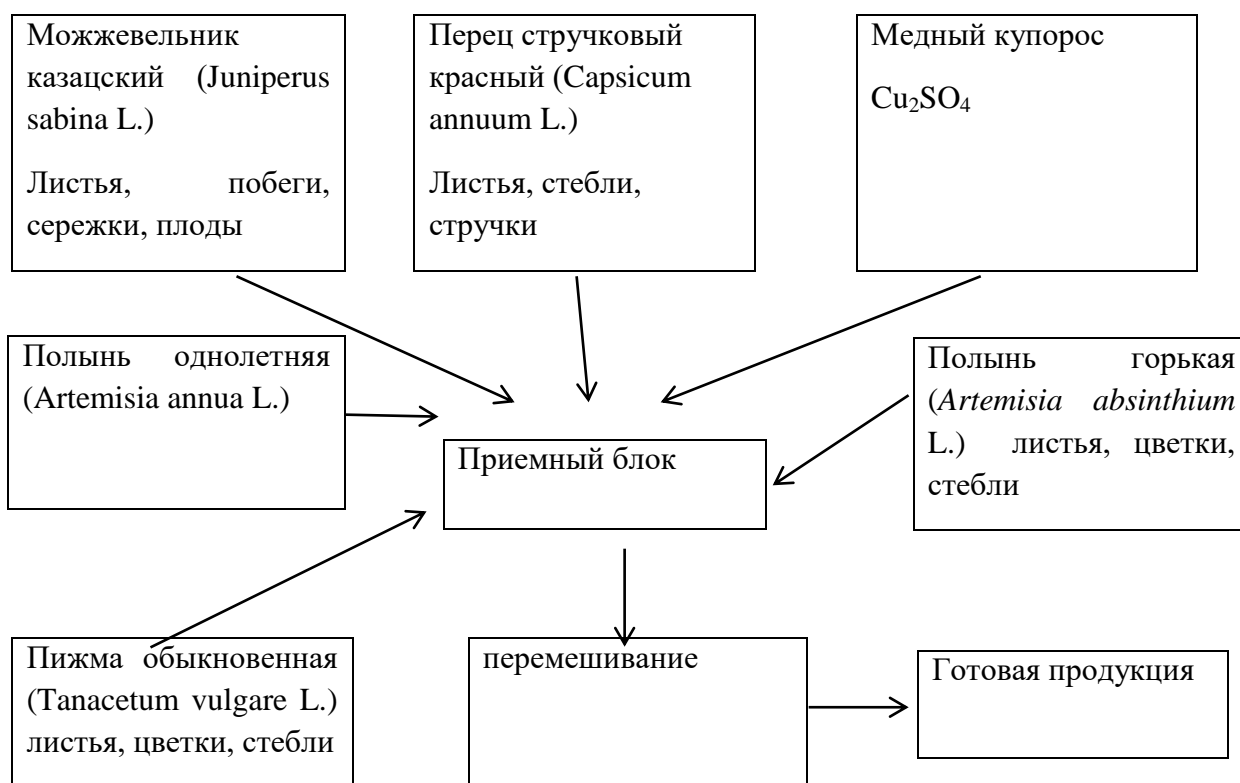 Можжевельник
казацский (Juniperus
sabina L.)
Листья, побеги,
сережки, плоды
Перец стручковый
красный (Capsicum
annuum L.)
Листья, стебли,
стручки
Медный купорос
Cu₂SO₄
Полынь однолетняя
(Artemisia annua L.)
Приемный блок
Полынь горькая
(Artemisia absinthium
L.) листья, цветки,
стебли
Пижма обыкновенная
(Tanacetum vulgare L.)
листья, цветки, стебли
перемешивание
Готовая продукция